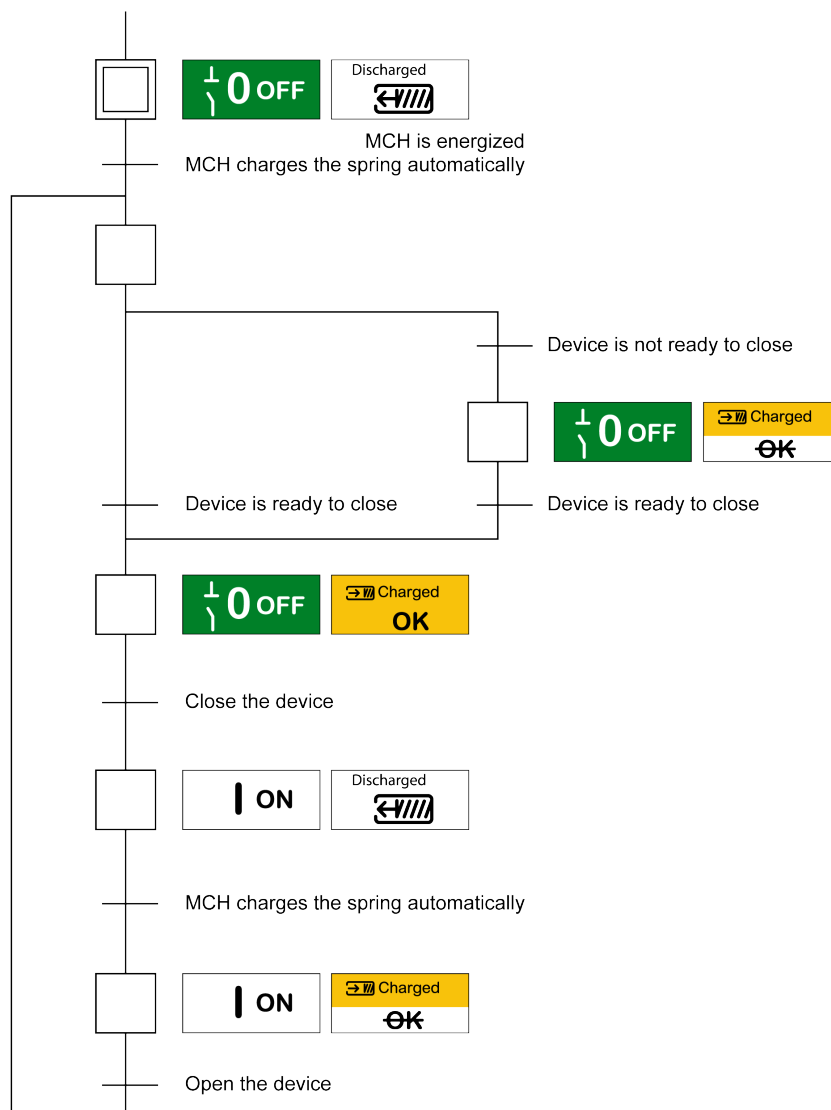 0 OFF
Discharged
MCH is energized
MCH charges the spring automatically
Device is not ready to close
0 OFF
Charged
OK
Device is ready to close
Device is ready to close
0 OFF
Charged
OK
Close the device
I ON
Discharged
MCH charges the spring automatically
I ON
Charged
OK
Open the device